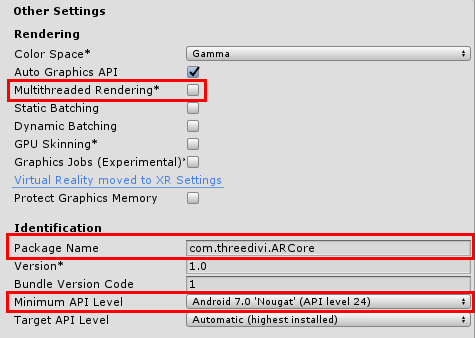 Other Settings
Rendering
Color Space* Gamma
Auto Graphics API
Multithreaded Rendering*
Static Batching
Dynamic Batching
GPU Skinning*
Graphics Jobs (Experimental)*
Virtual Reality moved to XR Settings
Protect Graphics Memory
Identification
Package Name com.threedivi.ARCore
Version* 1.0
Bundle Version Code 1
Minimum API Level Android 7.0 'Nougat' (API level 24)
Target API Level Automatic (highest installed)